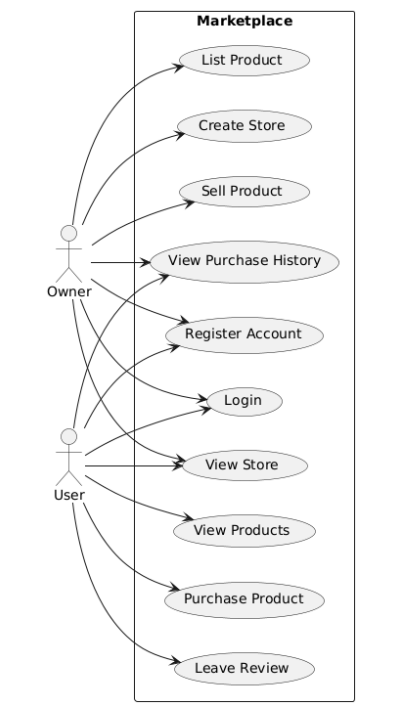 Marketplace
List Product
Create Store
Sell Product
View Purchase History
Owner
Register Account
Login
View Store
User
View Products
Purchase Product
Leave Review